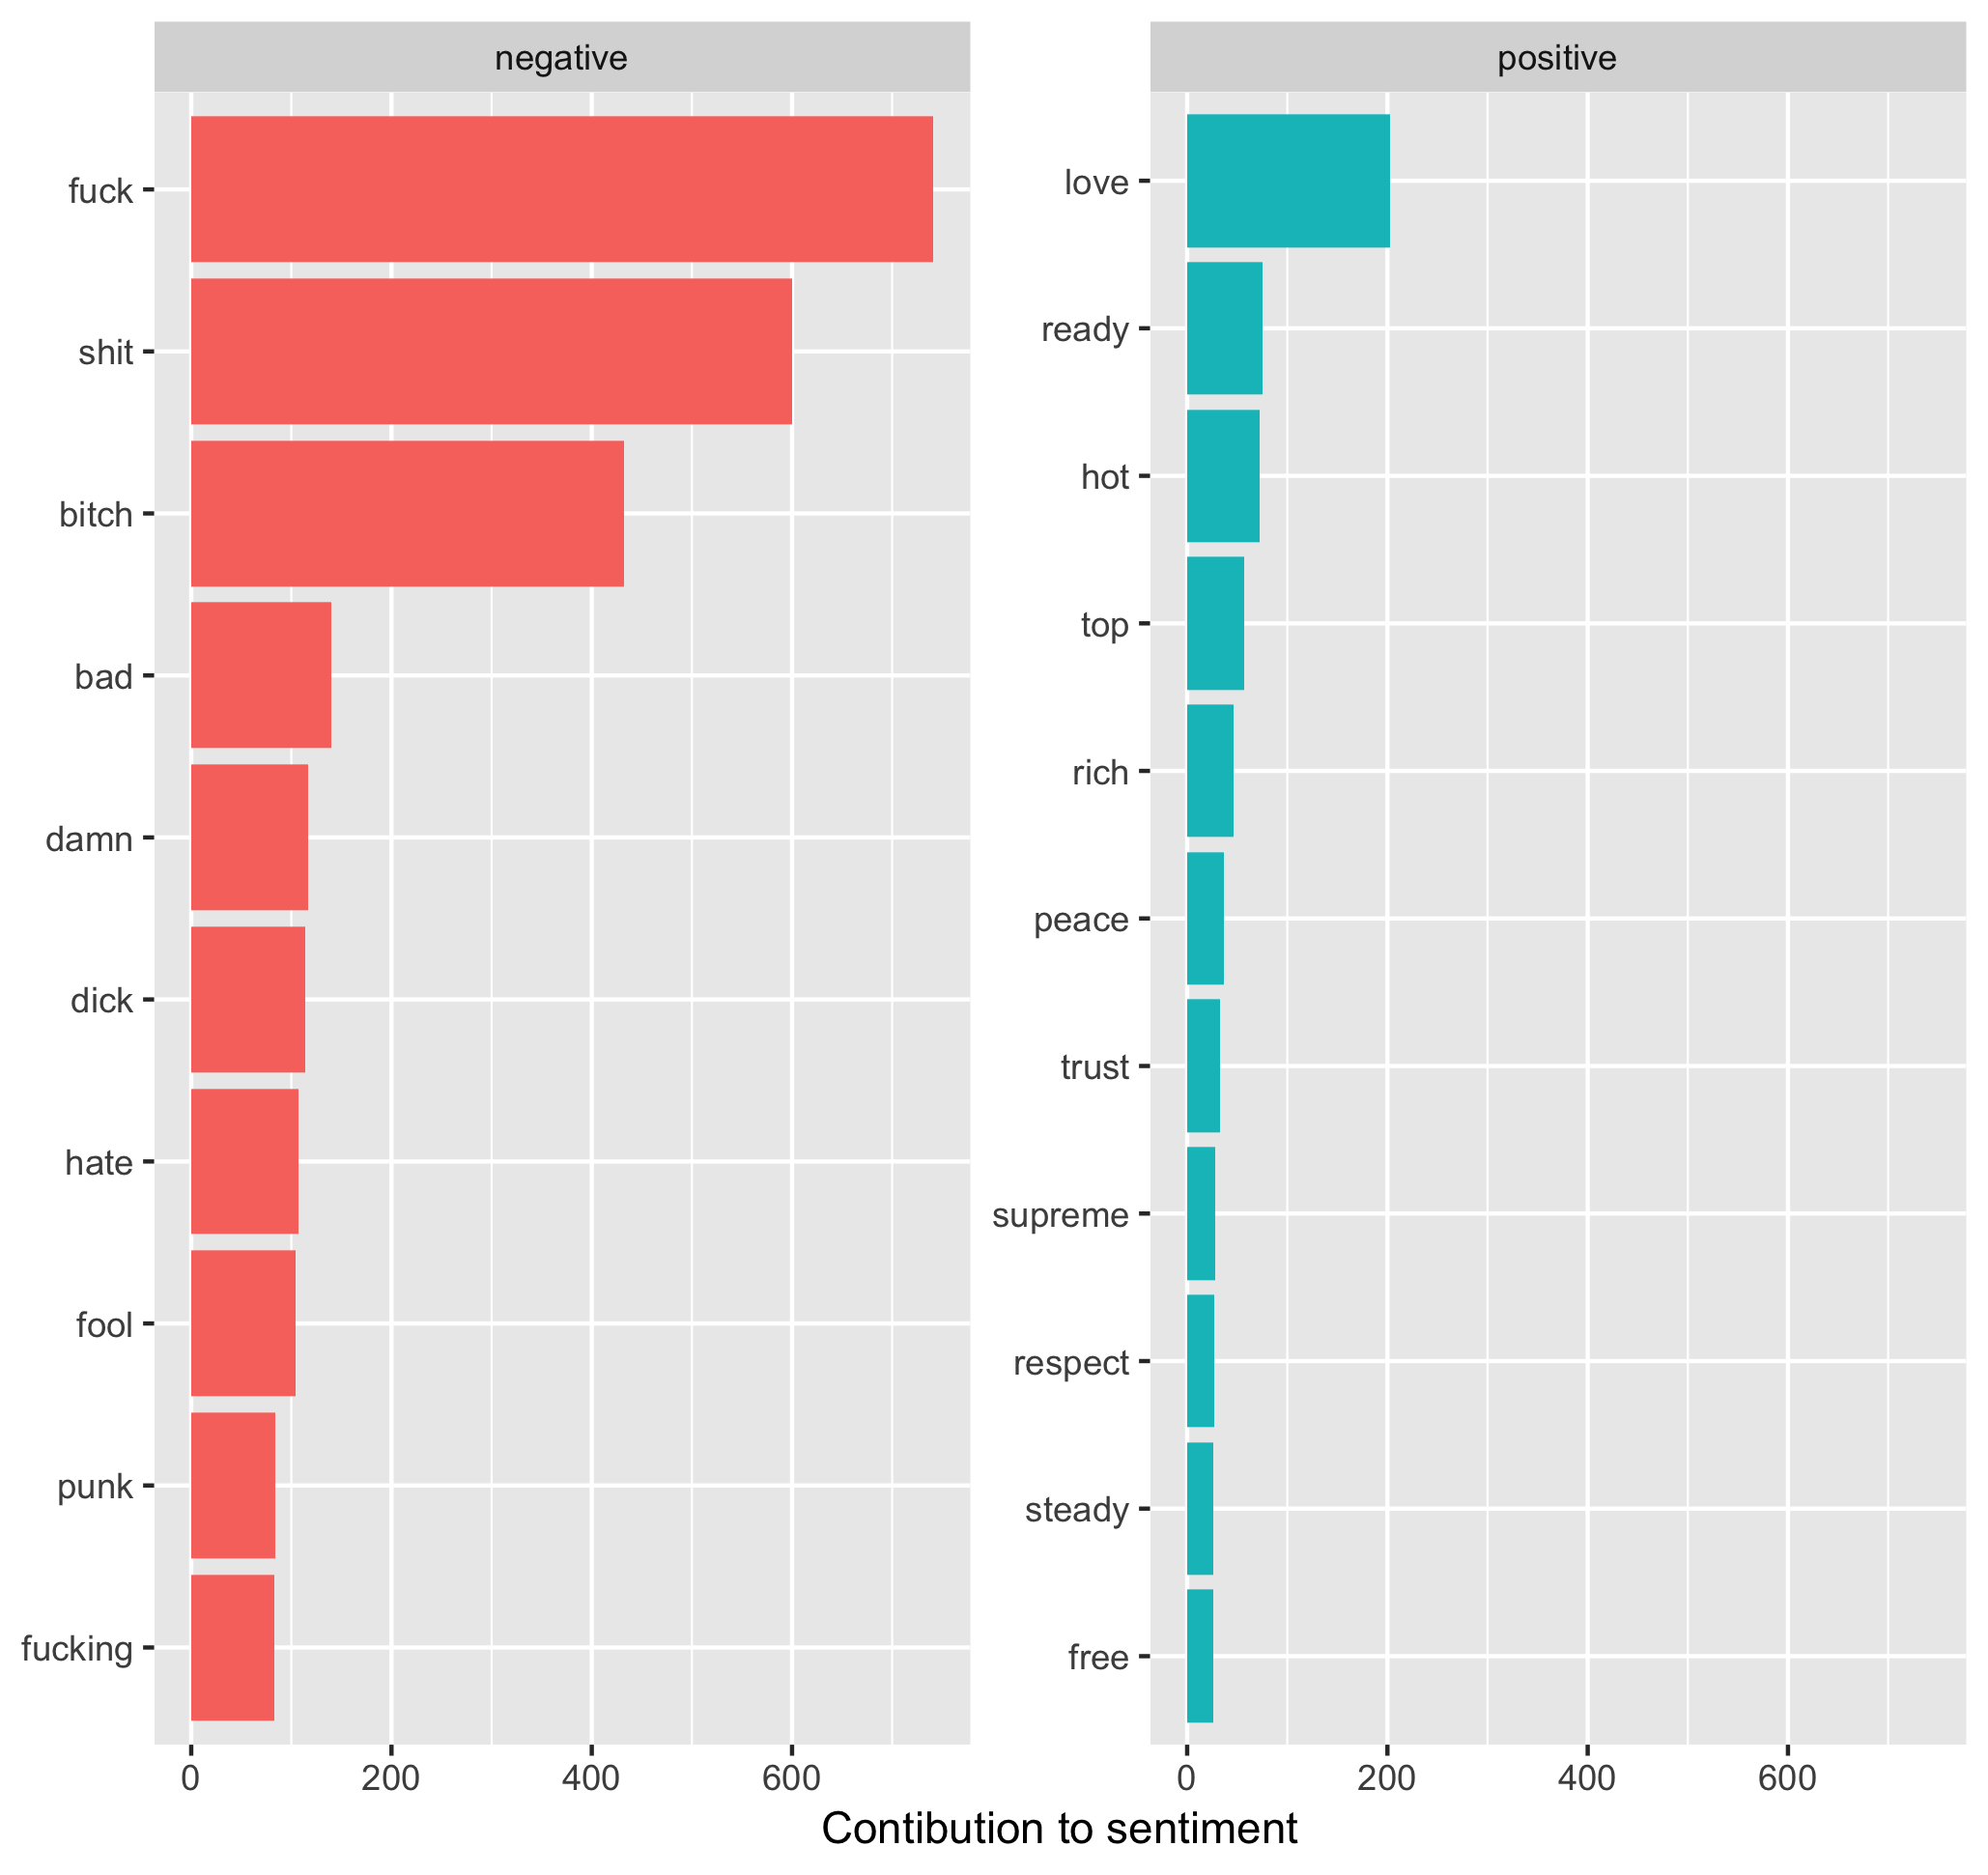 negative
fuck
shit
bitch
bad
damn
dick
hate
fool
punk
fucking
0 200 400 600
positive
love
ready
hot
top
rich
peace
trust
supreme
respect
steady
free
0 200 400 600
Contibution to sentiment